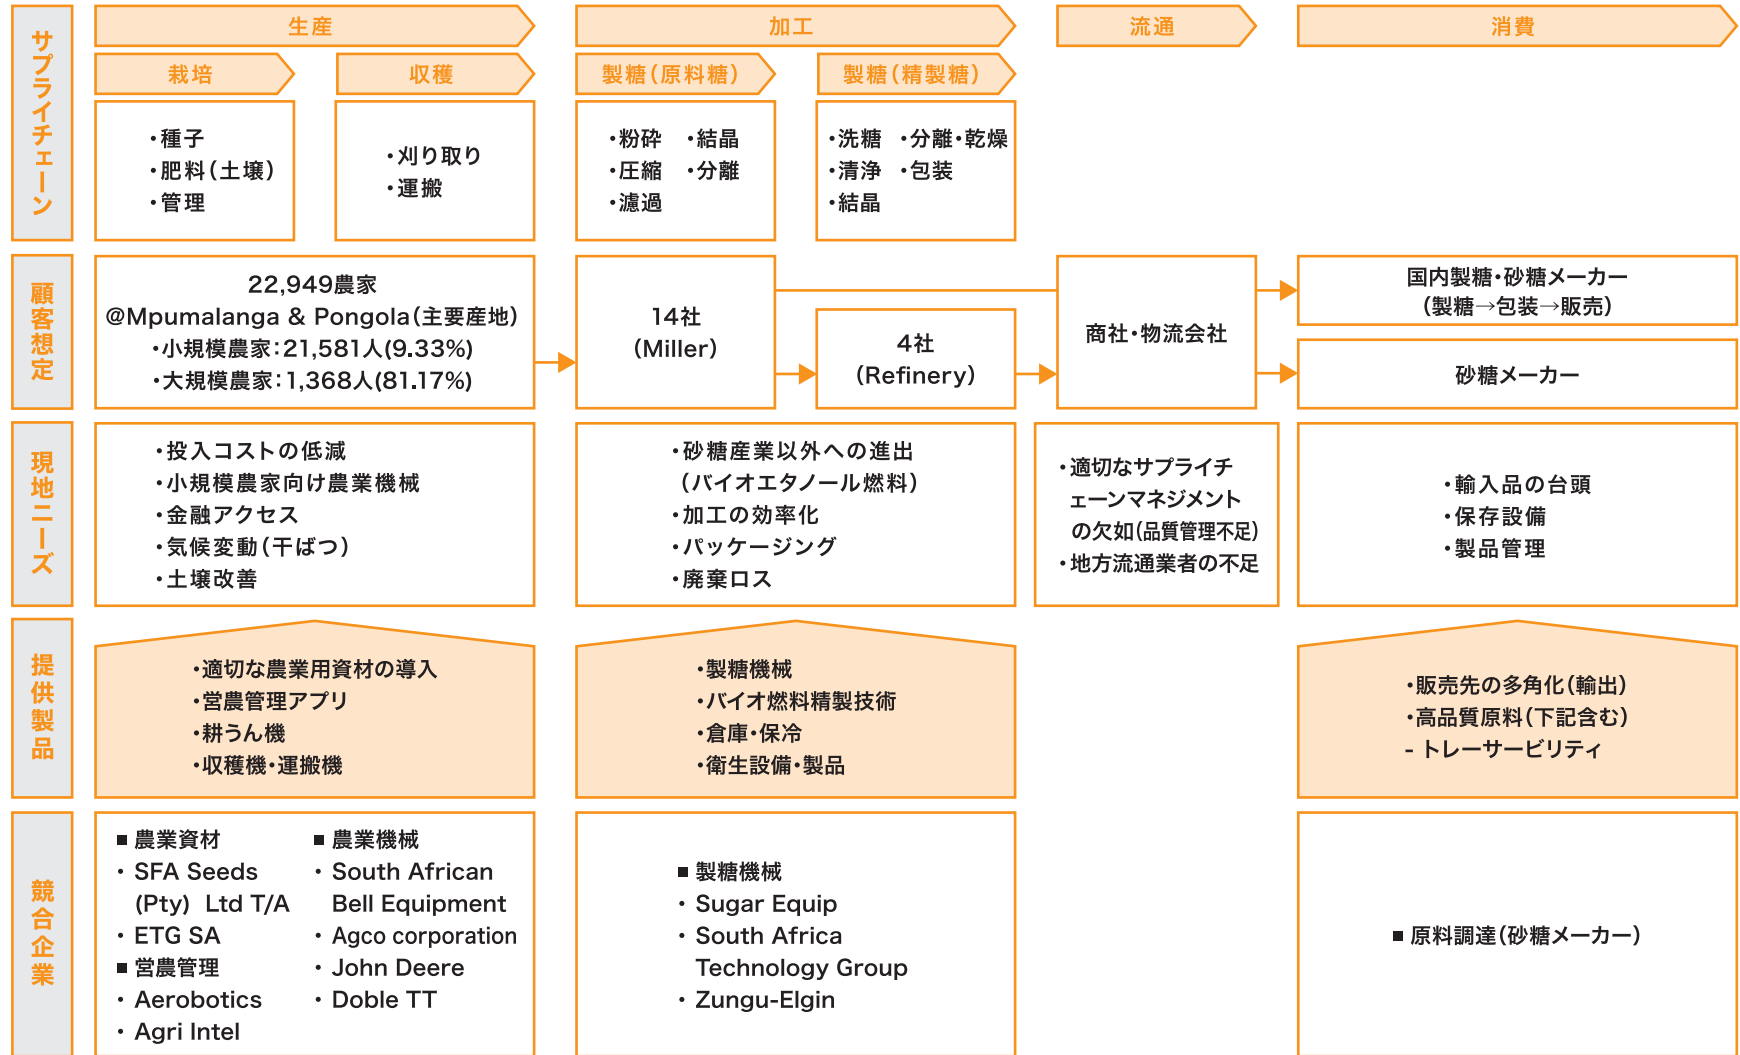 サプライチェーン
生産
加工
流通
消費
栽培
収穫
製糖(原料糖)
製糖(精製糖)
・種子
・肥料(土壌)
・管理
・刈り取り
・運搬
・粉砕 ・結晶
・圧縮 ・分離
・濾過
・洗糖 ・分離・乾燥
・清浄 ・包装
・結晶
顧客想定
22,949農家
@Mpumalanga & Pongola(主要産地)
・小規模農家：21,581人(9.33%)
・大規模農家：1,368人(81.17%)
14社
(Miller)
4社
(Refinery)
商社・物流会社
国内製糖・砂糖メーカー
(製糖→包装→販売)
砂糖メーカー
現地ニーズ
・投入コストの低減
・小規模農家向け農業機械
・金融アクセス
・気候変動(干ばつ)
・土壌改善
・砂糖産業以外への進出
(バイオエタノール燃料)
・加工の効率化
・パッケージング
・廃棄ロス
・適切なサプライチ
ェーンマネジメント
の欠如(品質管理不足)
・地方流通業者の不足
・輸入品の台頭
・保存設備
・製品管理
提供製品
・適切な農業用資材の導入
・営農管理アプリ
・耕うん機
・収穫機・運搬機
・製糖機械
・バイオ燃料精製技術
・倉庫・保冷
・衛生設備・製品
・販売先の多角化(輸出)
・高品質原料(下記含む)
- トレーサービリティ
競合企業
■ 農業資材
・ SFA Seeds
(Pty) Ltd T/A
・ ETG SA
■ 営農管理
・ Aerobotics
・ Agri Intel
■ 農業機械
・ South African
Bell Equipment
・ Agco corporation
・ John Deere
・ Doble TT
■ 製糖機械
・ Sugar Equip
・ South Africa
Technology Group
・ Zungu-Elgin
■ 原料調達(砂糖メーカー)